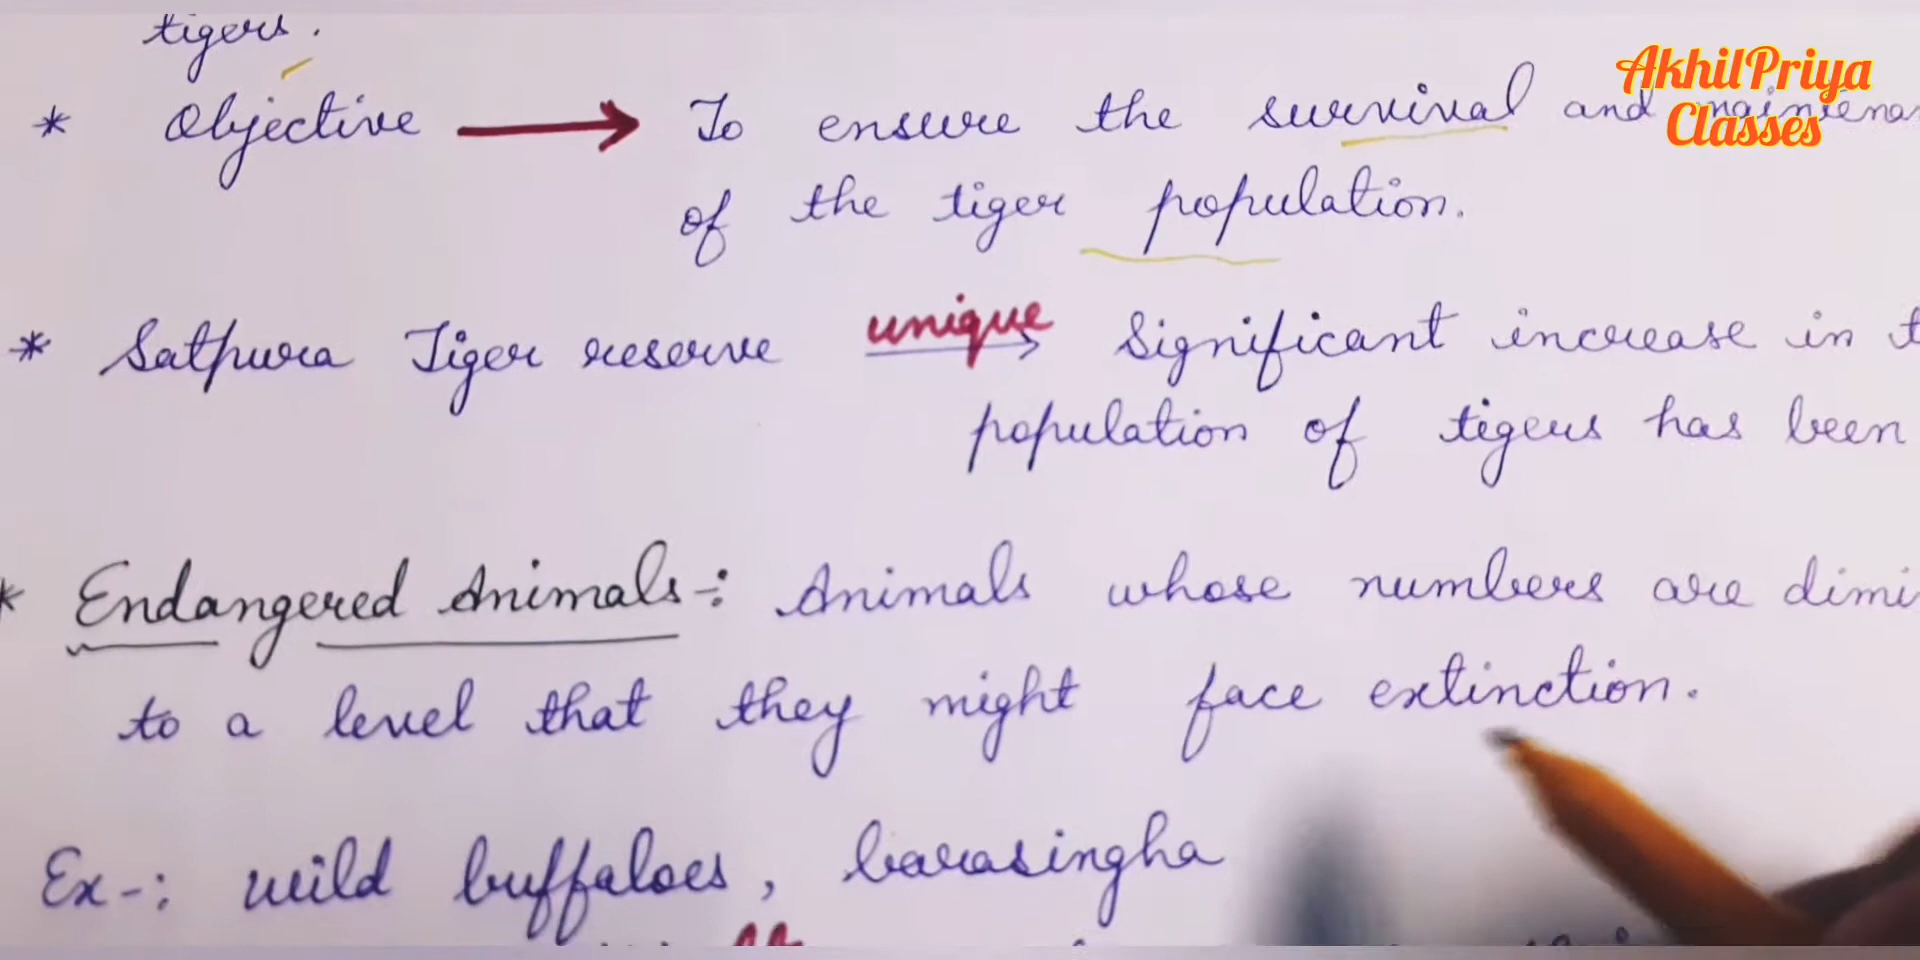 tigers.
* Objective → To ensure the survival and
of the tiger population.
* Satpura Tiger reserve unique → Significant increase in
population of tigers has been
* Endangered Animals-: Animals whose numbers are
to a level that they might face extinction.
Ex-: wild buffaloes, barasingha
AkhilPriya
Classes